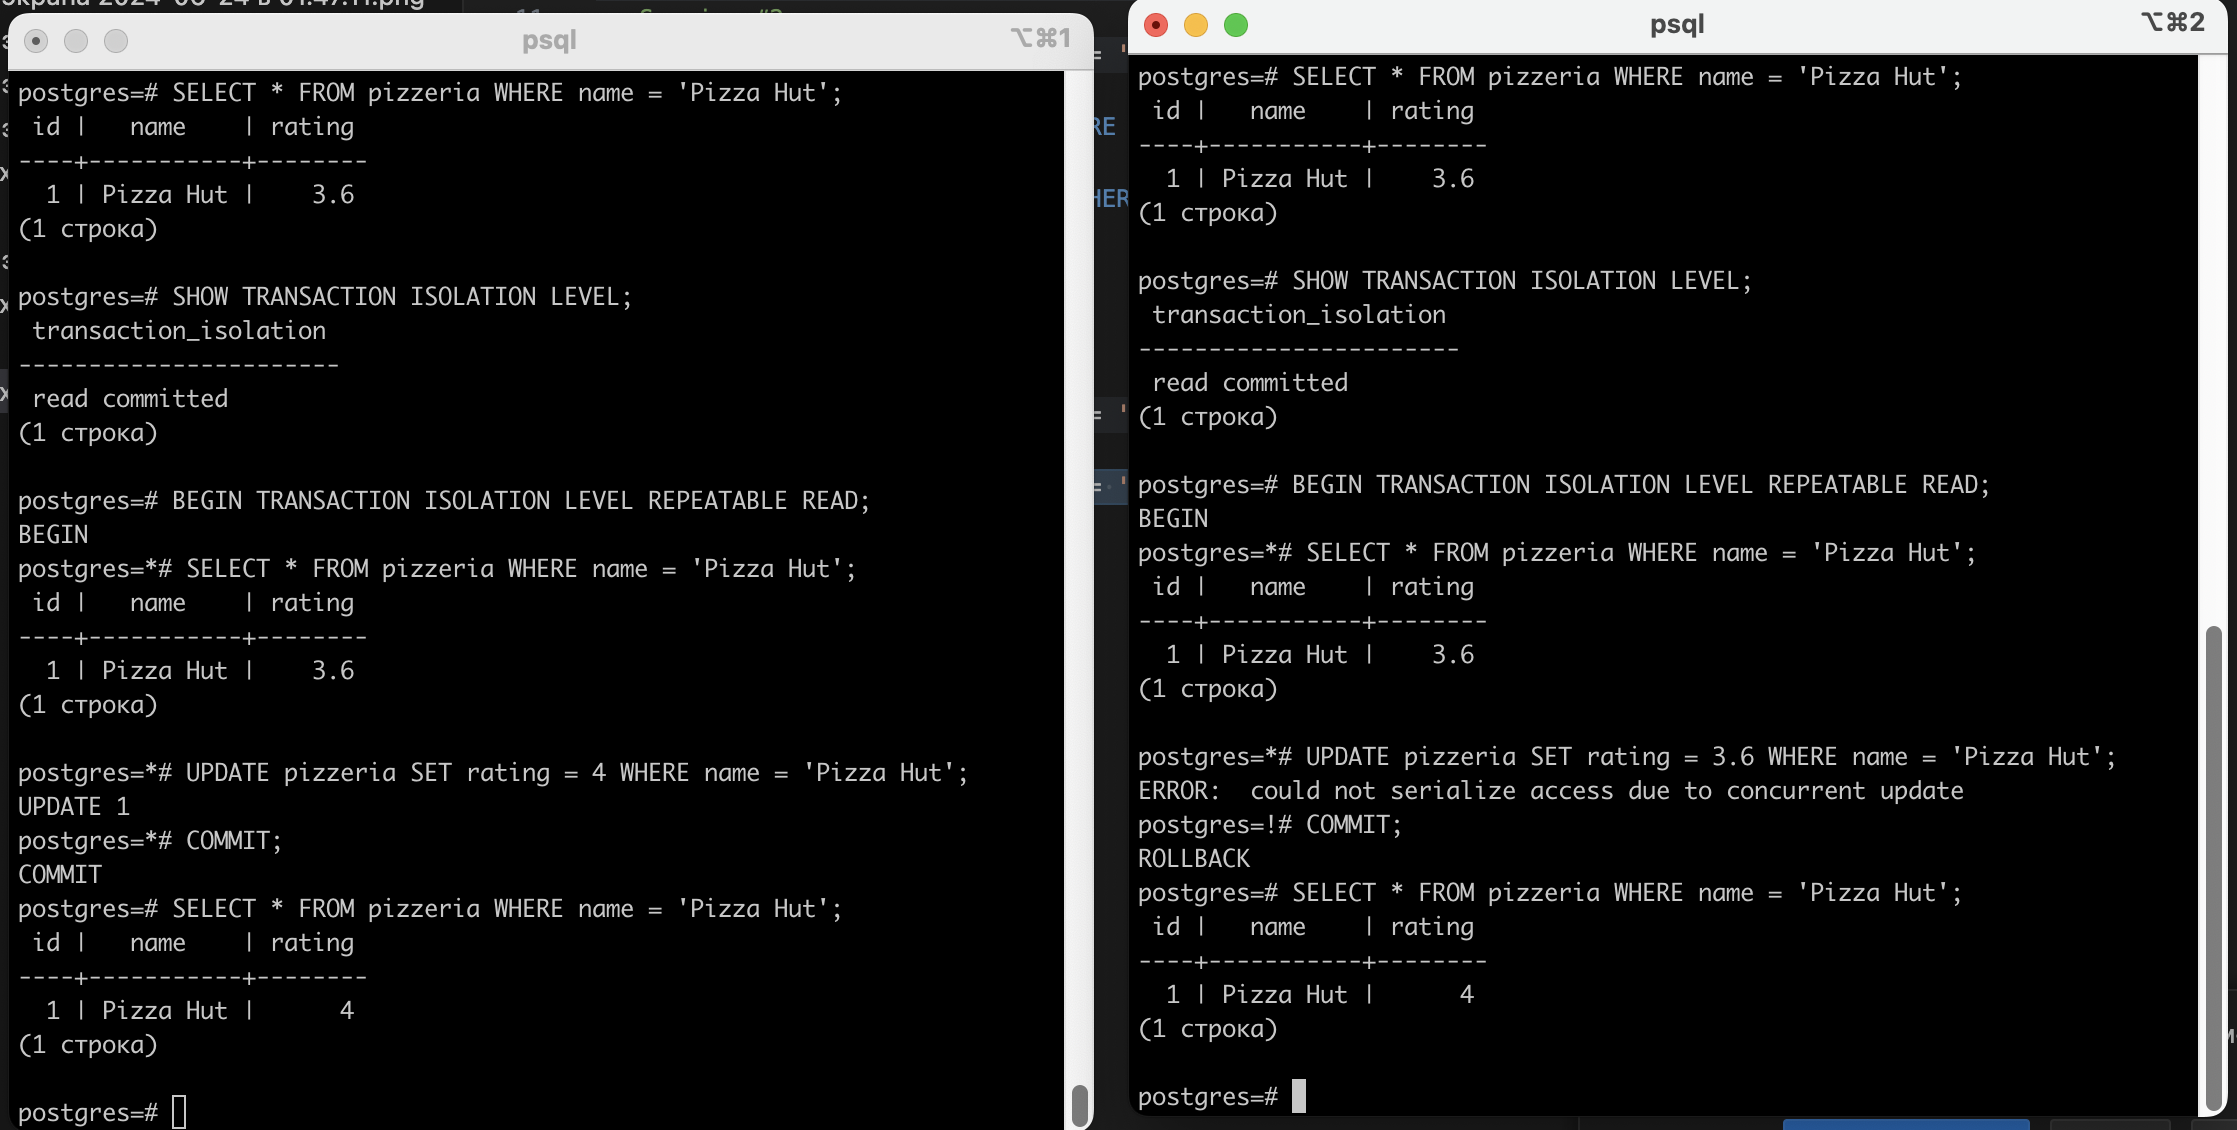 psql
⌥⌘1
postgres=# SELECT * FROM pizzeria WHERE name = 'Pizza Hut';
 id |   name    | rating
----+-----------+--------
  1 | Pizza Hut |    3.6
(1 строка)
postgres=# SHOW TRANSACTION ISOLATION LEVEL;
 transaction_isolation
-----------------------
 read committed
(1 строка)
postgres=# BEGIN TRANSACTION ISOLATION LEVEL REPEATABLE READ;
BEGIN
postgres=*# SELECT * FROM pizzeria WHERE name = 'Pizza Hut';
 id |   name    | rating
----+-----------+--------
  1 | Pizza Hut |    3.6
(1 строка)
postgres=*# UPDATE pizzeria SET rating = 4 WHERE name = 'Pizza Hut';
UPDATE 1
postgres=*# COMMIT;
COMMIT
postgres=# SELECT * FROM pizzeria WHERE name = 'Pizza Hut';
 id |   name    | rating
----+-----------+--------
  1 | Pizza Hut |      4
(1 строка)
postgres=#
psql
⌥⌘2
postgres=# SELECT * FROM pizzeria WHERE name = 'Pizza Hut';
 id |   name    | rating
----+-----------+--------
  1 | Pizza Hut |    3.6
(1 строка)
postgres=# SHOW TRANSACTION ISOLATION LEVEL;
 transaction_isolation
-----------------------
 read committed
(1 строка)
postgres=# BEGIN TRANSACTION ISOLATION LEVEL REPEATABLE READ;
BEGIN
postgres=*# SELECT * FROM pizzeria WHERE name = 'Pizza Hut';
 id |   name    | rating
----+-----------+--------
  1 | Pizza Hut |    3.6
(1 строка)
postgres=*# UPDATE pizzeria SET rating = 3.6 WHERE name = 'Pizza Hut';
ERROR:  could not serialize access due to concurrent update
postgres=!# COMMIT;
ROLLBACK
postgres=# SELECT * FROM pizzeria WHERE name = 'Pizza Hut';
 id |   name    | rating
----+-----------+--------
  1 | Pizza Hut |      4
(1 строка)
postgres=#